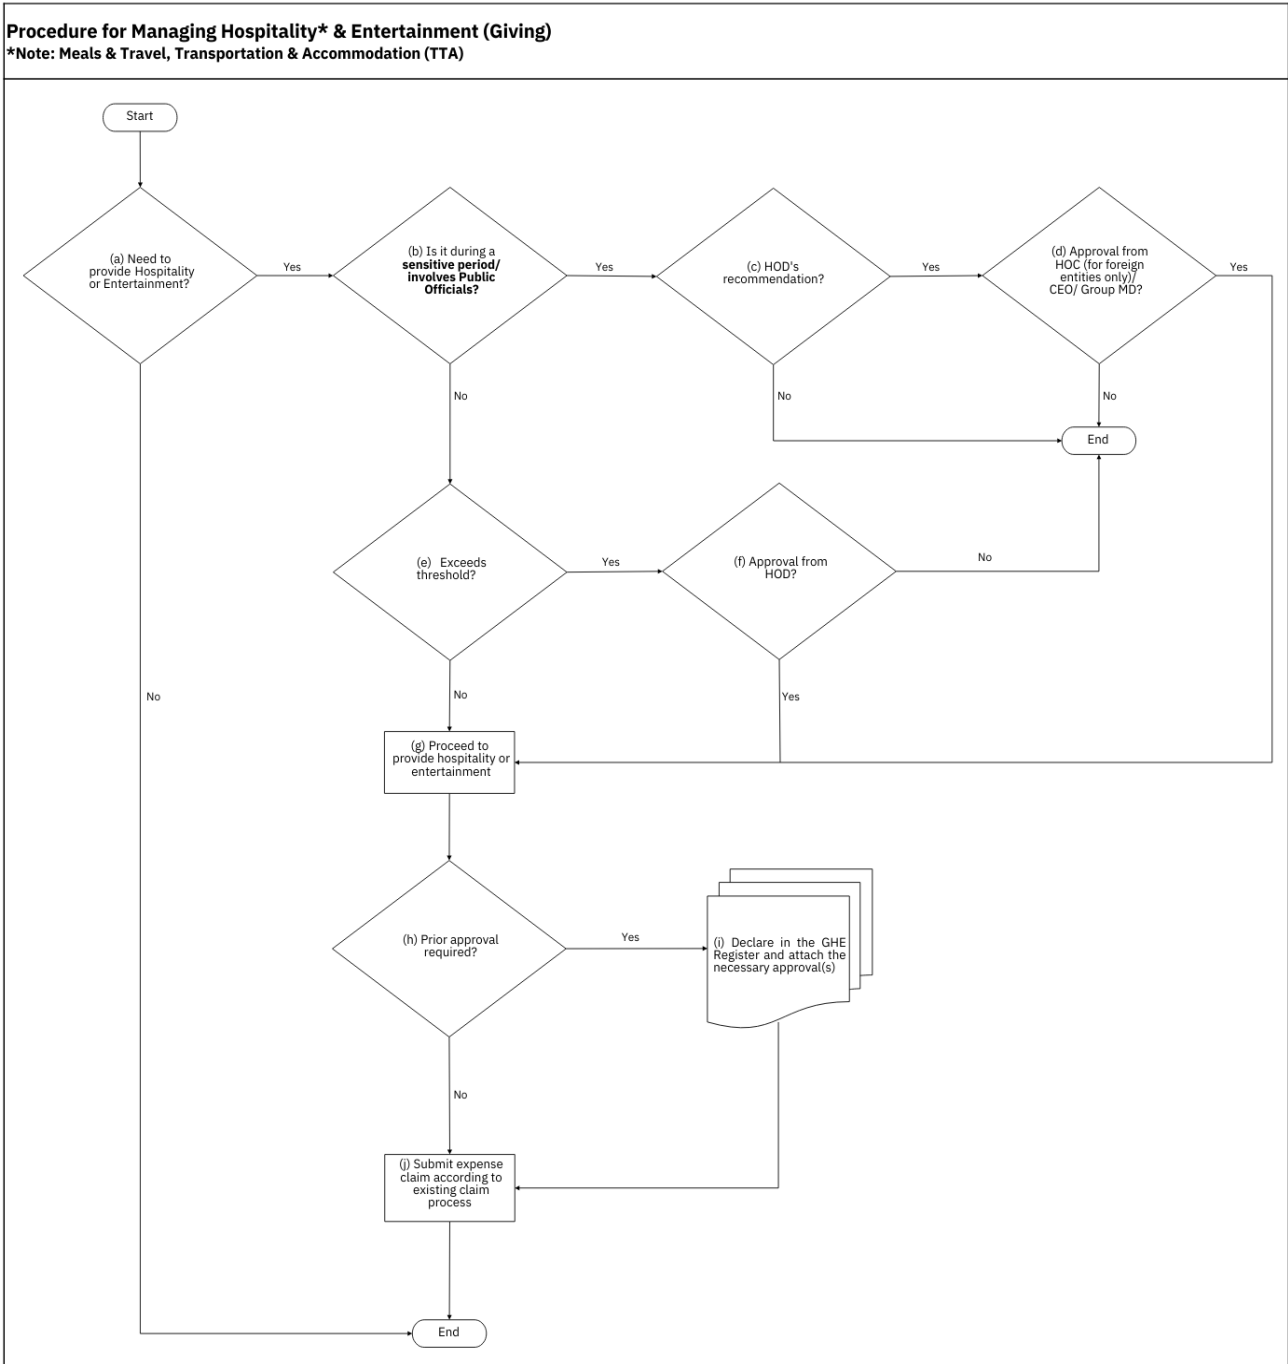 Procedure for Managing Hospitality* & Entertainment (Giving)
*Note: Meals & Travel, Transportation & Accommodation (TTA)
Start
(a) Need to
provide Hospitality
or Entertainment?
Yes
(b) Is it during a
sensitive period/
involves Public
Officials?
Yes
(c) HOD's
recommendation?
Yes
(d) Approval from
HOC (for foreign
entities only)/
CEO/ Group MD?
Yes
No
No
No
End
(e) Exceeds
threshold?
Yes
(f) Approval from
HOD?
No
No
No
Yes
(g) Proceed to
provide hospitality or
entertainment
(h) Prior approval
required?
Yes
(i) Declare in the GHE
Register and attach the
necessary approval(s)
No
(j) Submit expense
claim according to
existing claim
process
End